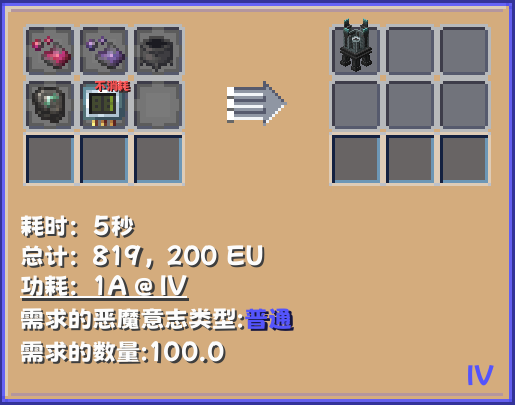 不消耗
1
耗时: 5秒
总计: 819, 200 EU
功耗: 1A @ IV
需求的恶魔意志类型:普通
需求的数量:100.0
IV